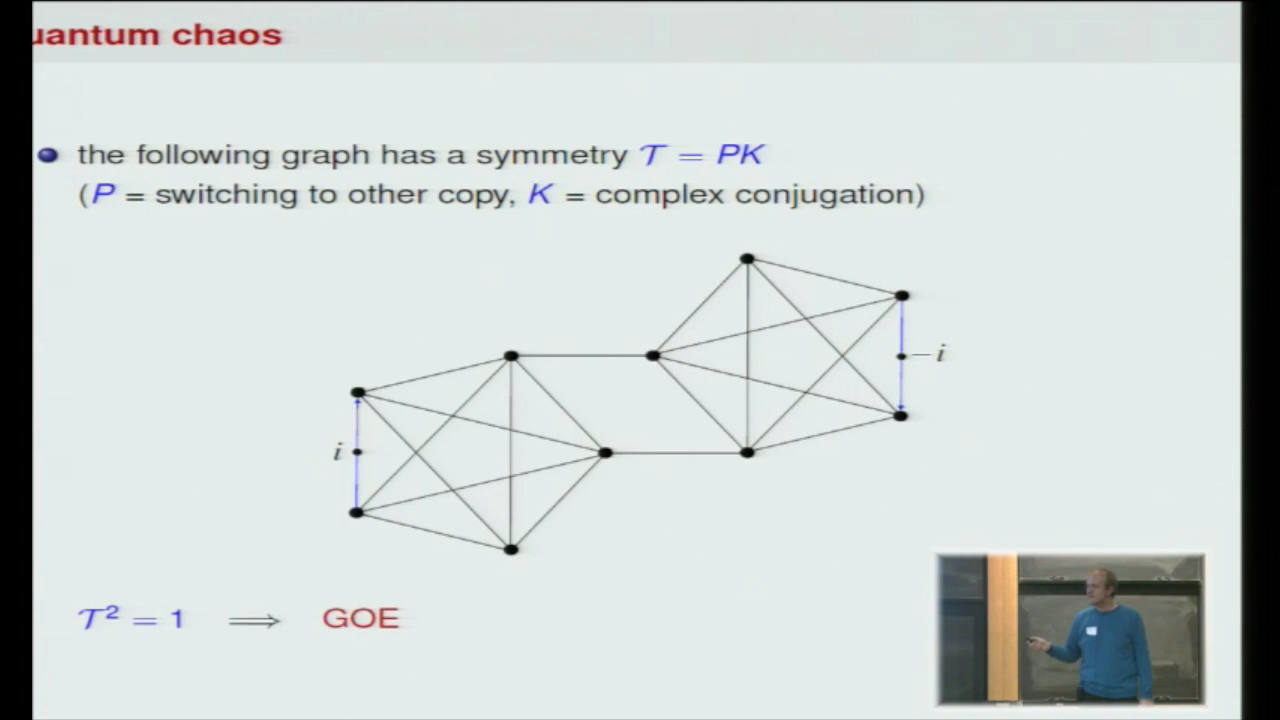 uantum chaos
the following graph has a symmetry 𝒯 = PK
(P = switching to other copy, K = complex conjugation)
−i
i
𝒯² = 1 ⟹ GOE